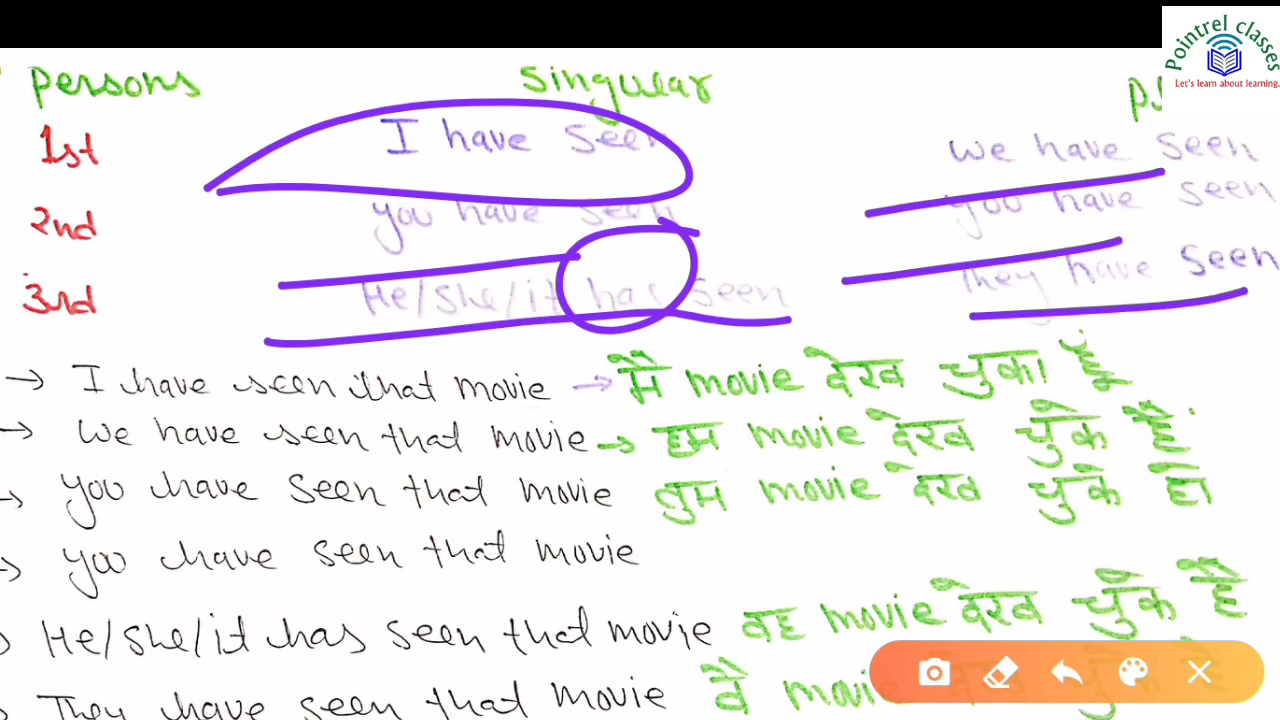 Pointrel classes
Let's learn about learning.
Persons Singular
1st I have seen We have seen
2nd you have seen you have seen
3rd He/she/it has seen They have seen
→ I have seen that movie → मै movie देख चुका हूँ
→ We have seen that movie → हम movie देख चुके हैं
→ you have seen that movie तुम movie देख चुके हो
→ you have seen that movie
He/she/it has seen that movie वह movie देख चुके है
They have seen that movie वे movie